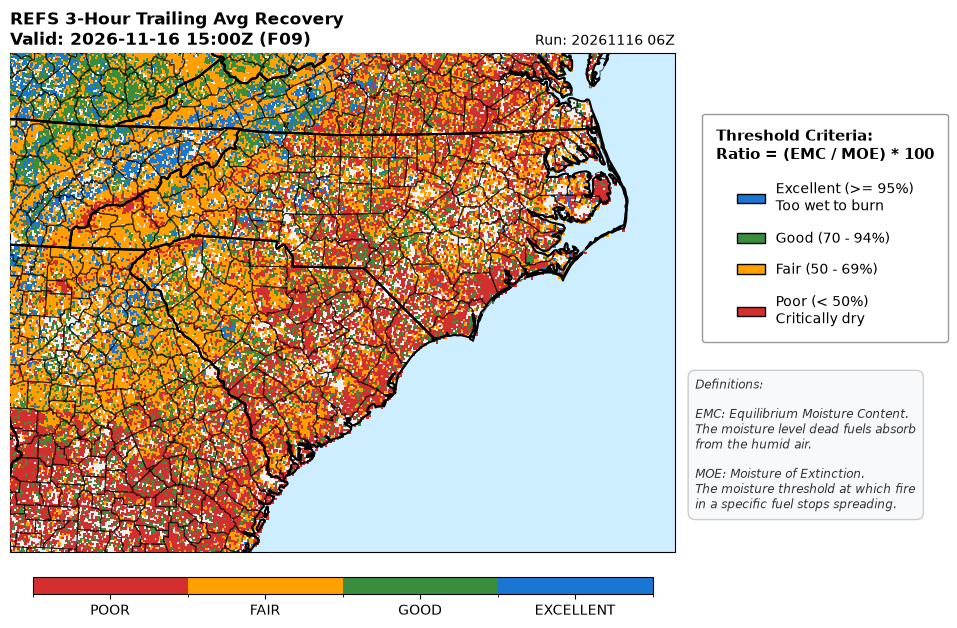 REFS 3-Hour Trailing Avg Recovery
Valid: 2026-11-16 15:00Z (F09)
Run: 20261116 06Z
Threshold Criteria:
Ratio = (EMC / MOE) * 100
Excellent (>= 95%)
Too wet to burn
Good (70 - 94%)
Fair (50 - 69%)
Poor (< 50%)
Critically dry
Definitions:
EMC: Equilibrium Moisture Content.
The moisture level dead fuels absorb
from the humid air.
MOE: Moisture of Extinction.
The moisture threshold at which fire
in a specific fuel stops spreading.
POOR
FAIR
GOOD
EXCELLENT